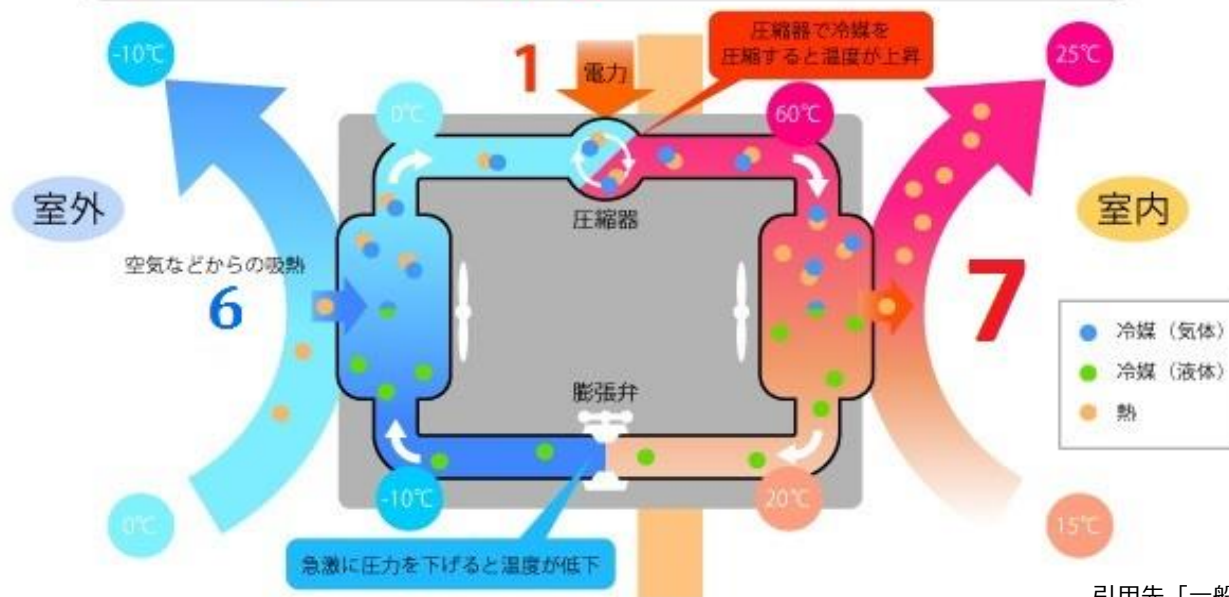 -10℃
1
電力
圧縮器で冷媒を
圧縮すると温度が上昇
25℃
0℃
60℃
室外
圧縮器
室内
空気などからの吸熱
6
7
冷媒（気体）
冷媒（液体）
熱
膨張弁
-10℃
20℃
0℃
15℃
急激に圧力を下げると温度が低下
引用先「一般